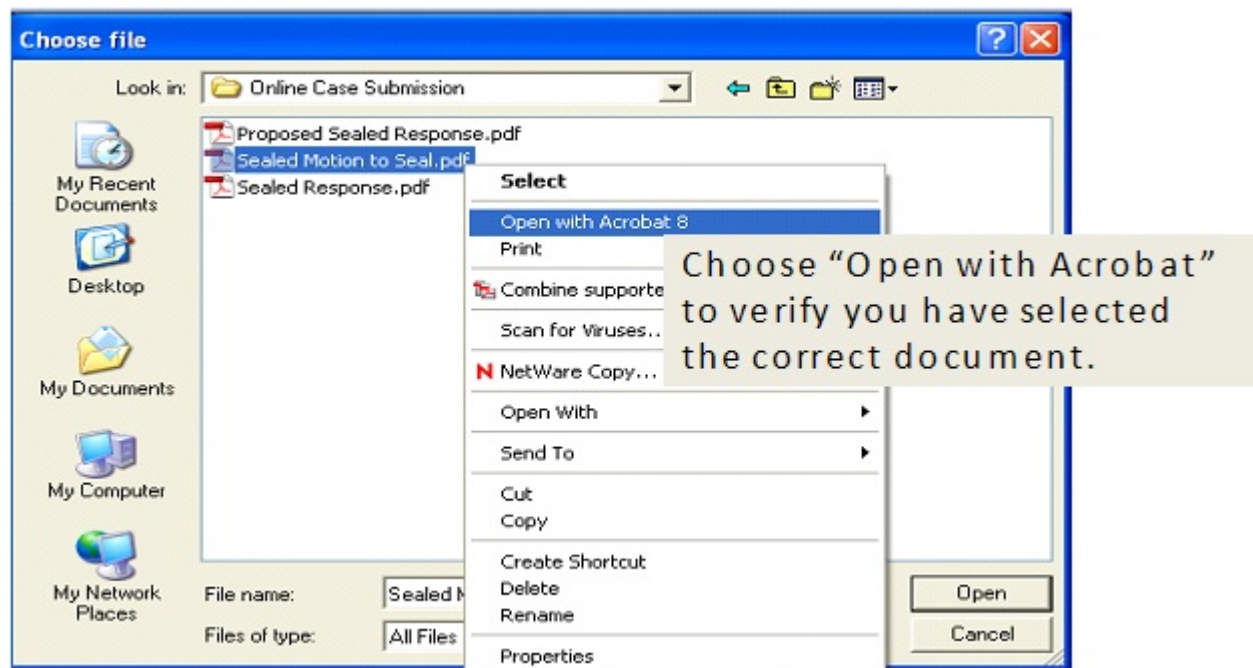 Choose file
Look in:
Online Case Submission
My Recent
Documents
Desktop
My Documents
My Computer
My Network
Places
Proposed Sealed Response.pdf
Sealed Motion to Seal.pdf
Sealed Response.pdf
Select
Open with Acrobat 8
Print
Combine supporte
Scan for Viruses..
N NetWare Copy...
Open With
Send To
Cut
Copy
Create Shortcut
Delete
Rename
Properties
Choose “Open with Acrobat”
to verify you have selected
the correct document.
File name:
Sealed M
Files of type:
All Files
Open
Cancel